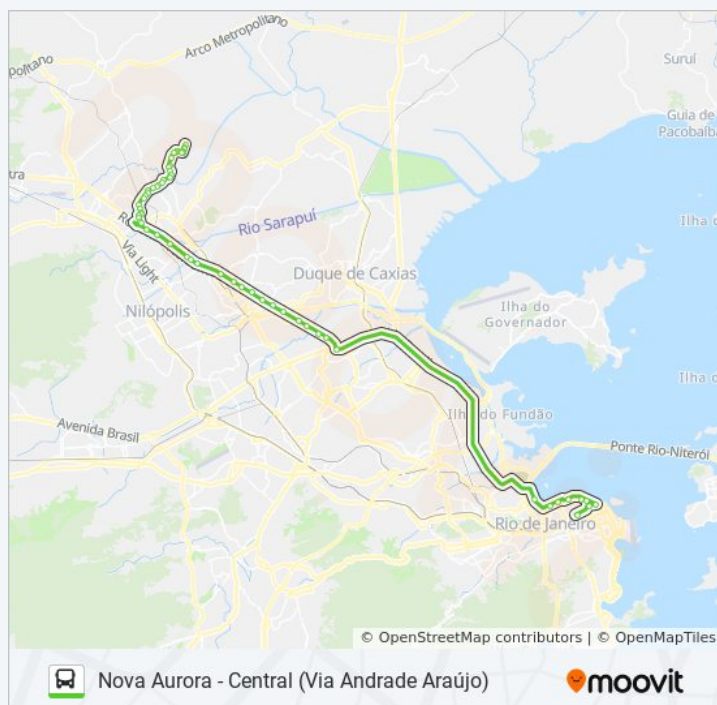 Arco Metropolitano
politano
Suruí
Guia de
Pacobaíba
tra
Rio Sarapuí
Ilha d
Via Light
Duque de Caxias
Nilópolis
Ilha do
Governador
Ilha d
Ilha do Fundão
Avenida Brasil
Ponte Rio-Niterói
Rio de Janeiro
© OpenStreetMap contributors | © OpenMapTiles
Nova Aurora - Central (Via Andrade Araújo)
moovit